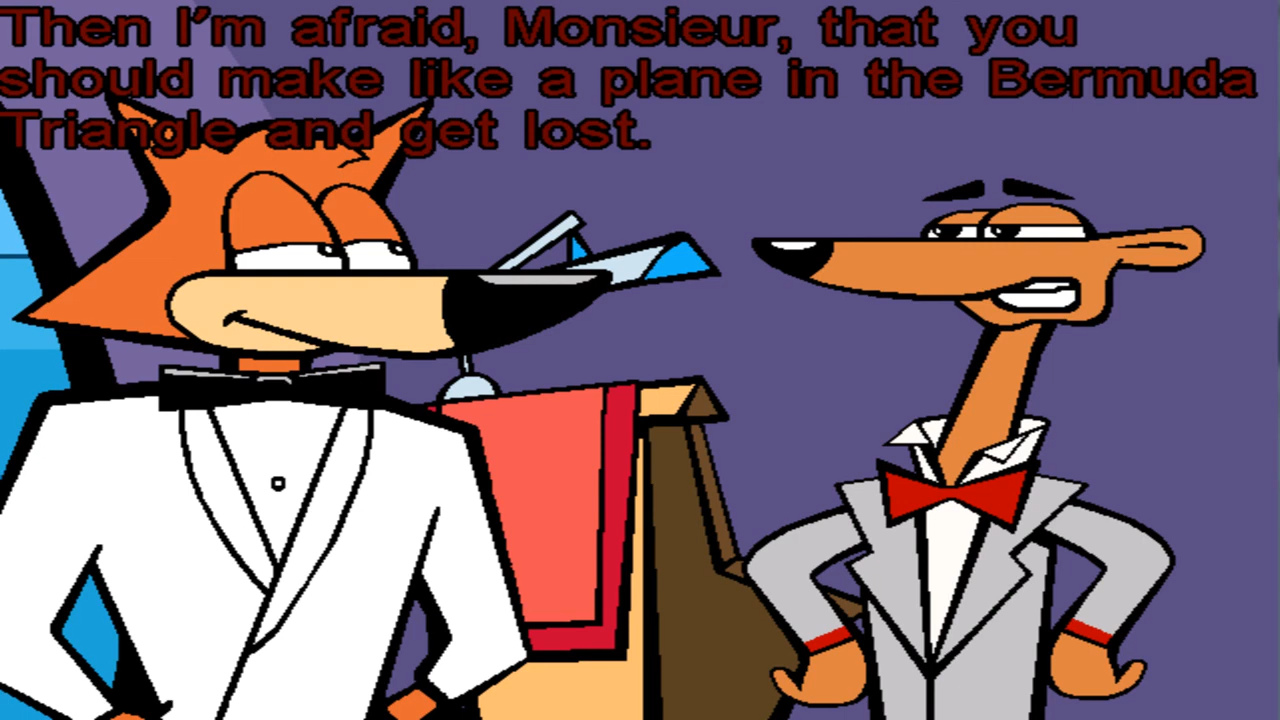 Then I'm afraid, Monsieur, that you
should make like a plane in the Bermuda
Triangle and get lost.